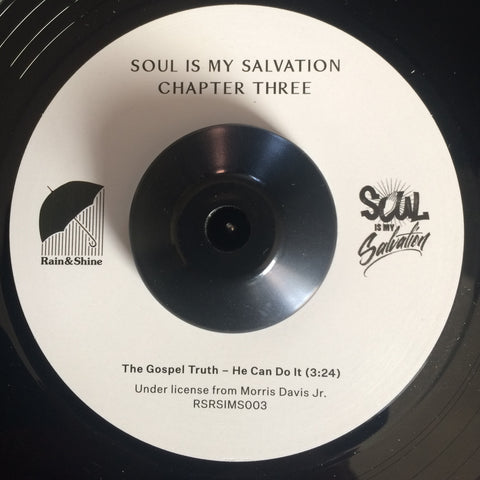 SOUL IS MY SALVATION
CHAPTER THREE
Rain&Shine
SOUL
IS MY
Salvation
The Gospel Truth – He Can Do It (3:24)
Under license from Morris Davis Jr.
RSRSIMS003